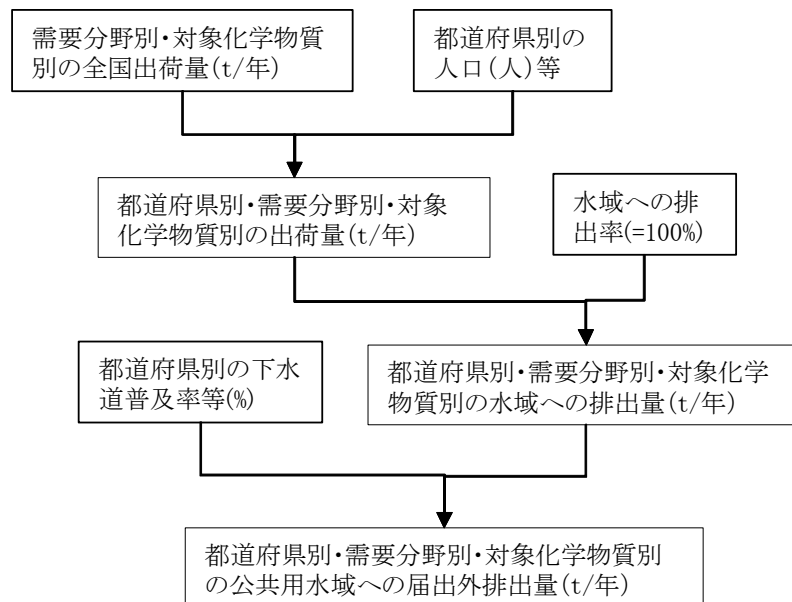 需要分野別・対象化学物質
別の全国出荷量(t/年)
都道府県別の
人口(人)等
都道府県別・需要分野別・対象
化学物質別の出荷量(t/年)
水域への排
出率(=100%)
都道府県別の下水
道普及率等(%)
都道府県別・需要分野別・対象化学
物質別の水域への排出量(t/年)
都道府県別・需要分野別・対象化学物質別
の公共用水域への届出外排出量(t/年)